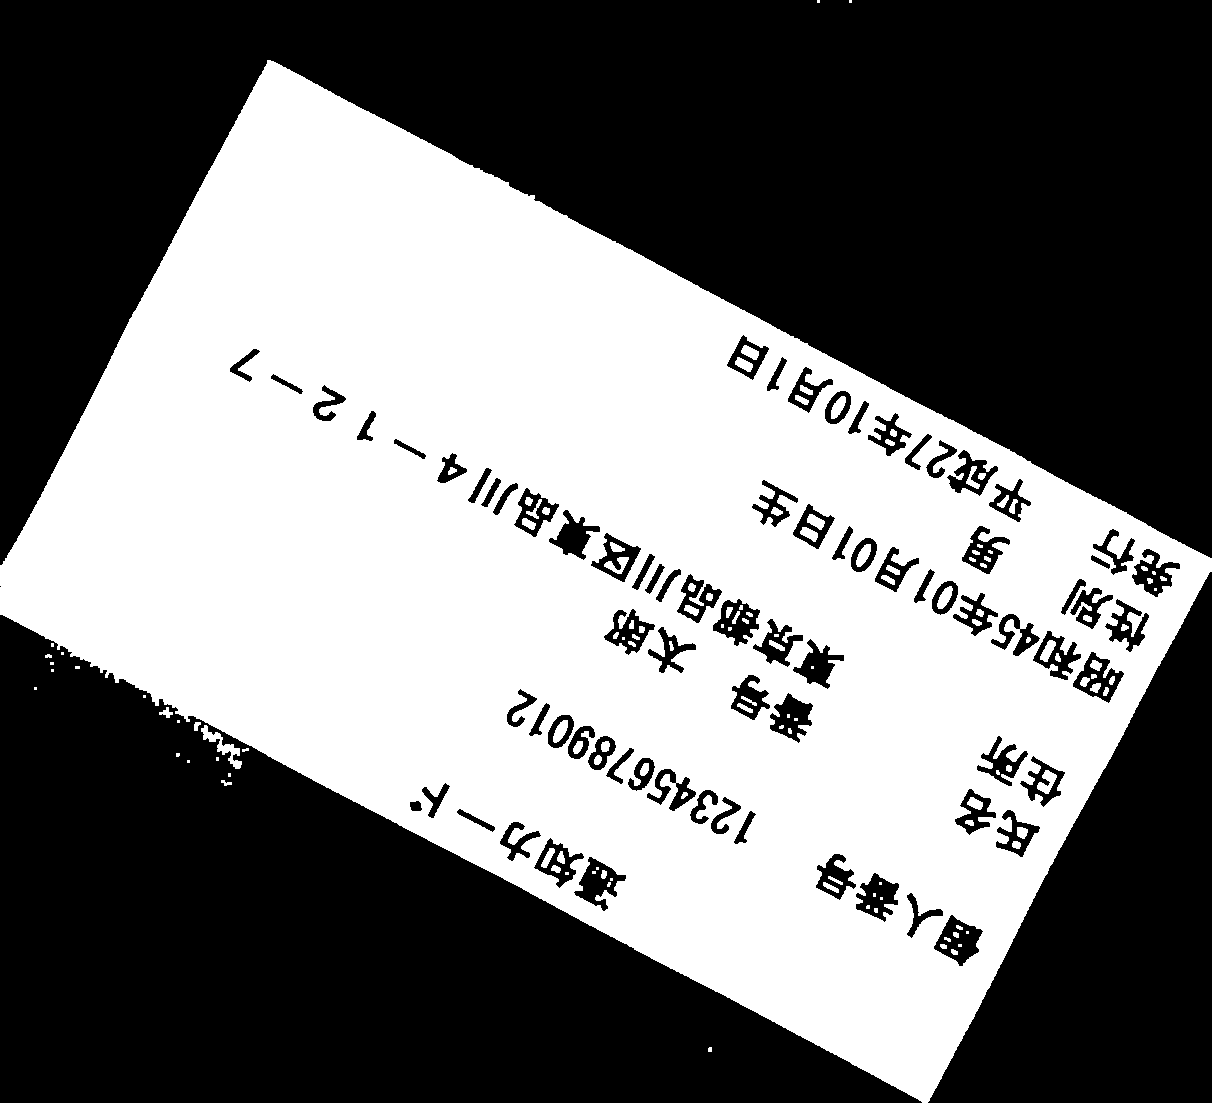 通知カード
個人番号 123456789012
氏名 番号 太郎
住所 東京都品川区東品川４－１２－７
昭和45年01月01日生
性別 男
発行 平成27年10月1日